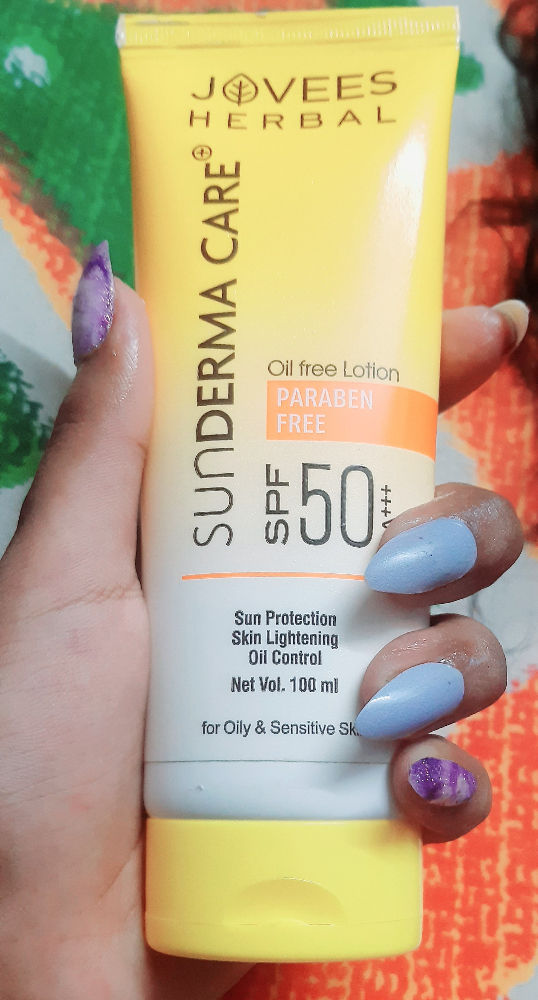 JOVEES
HERBAL
SUNDERMA CARE+
Oil free Lotion
PARABEN
FREE
SPF 50
Sun Protection
Skin Lightening
Oil Control
Net Vol. 100 ml
for Oily & Sensitive